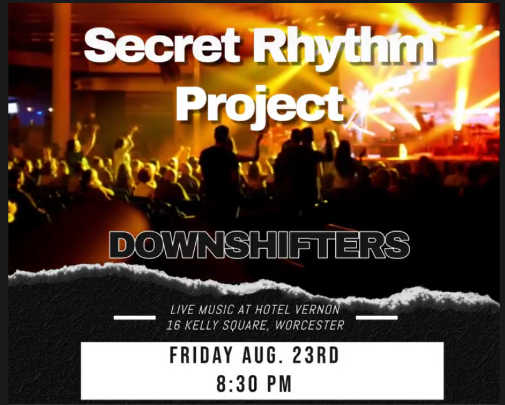 Secret Rhythm
Project
DOWNSHIFTERS
LIVE MUSIC AT HOTEL VERNON
16 KELLY SQUARE, WORCESTER
FRIDAY AUG. 23RD
8:30 PM